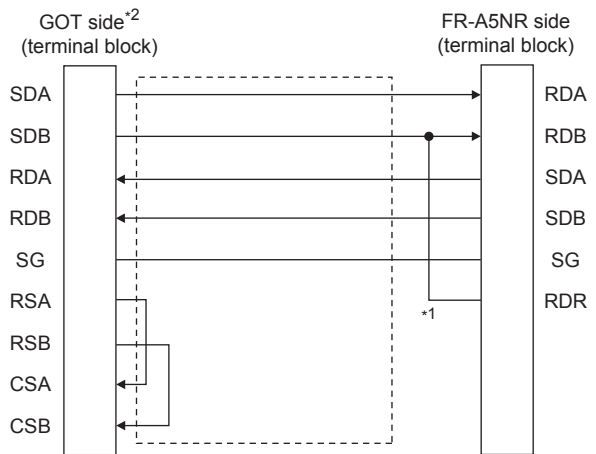 GOT side*2
(terminal block)
FR-A5NR side
(terminal block)
SDA
RDA
SDB
RDB
RDA
SDA
RDB
SDB
SG
SG
RSA
RDR
*1
RSB
CSA
CSB